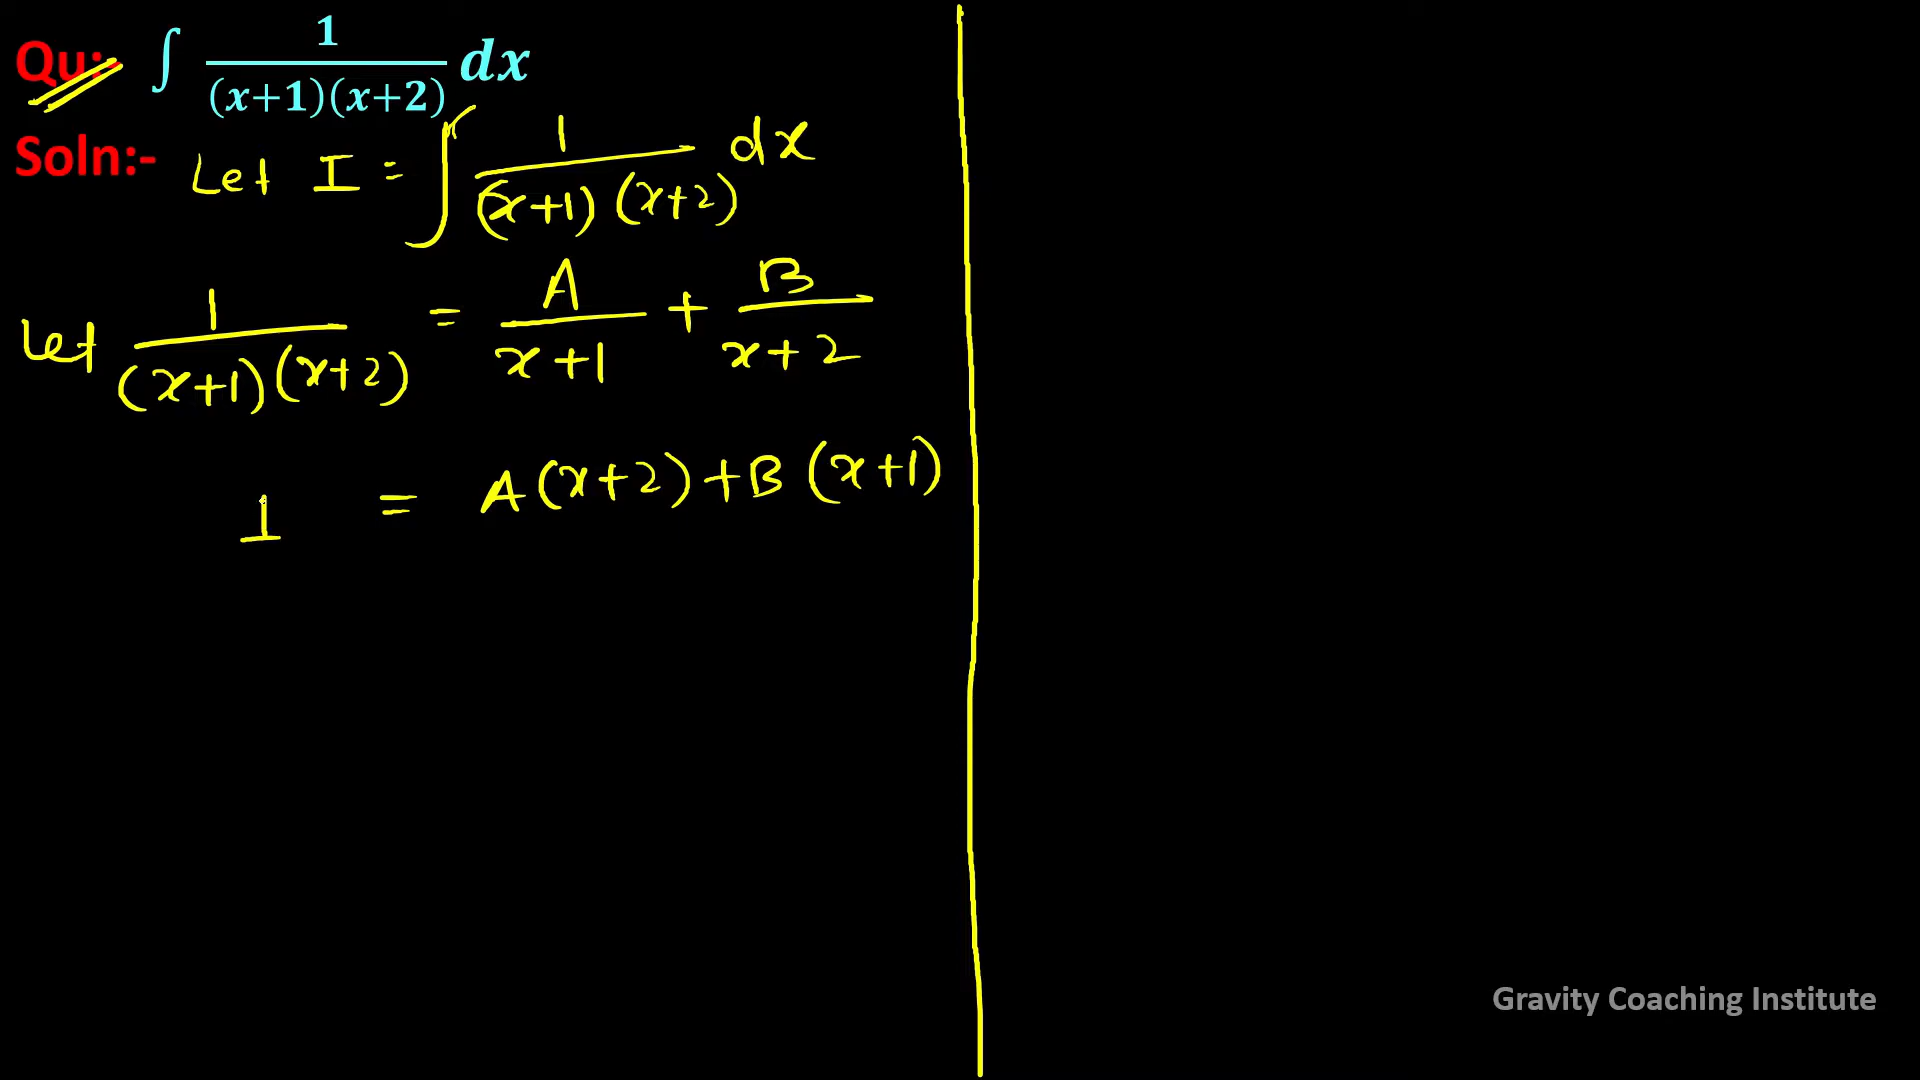 Qu:- ∫ 1/((x+1)(x+2)) dx
Soln:- Let I = ∫ 1/((x+1)(x+2)) dx
Let 1/((x+1)(x+2)) = A/(x+1) + B/(x+2)
1 = A(x+2)+B(x+1)
Gravity Coaching Institute